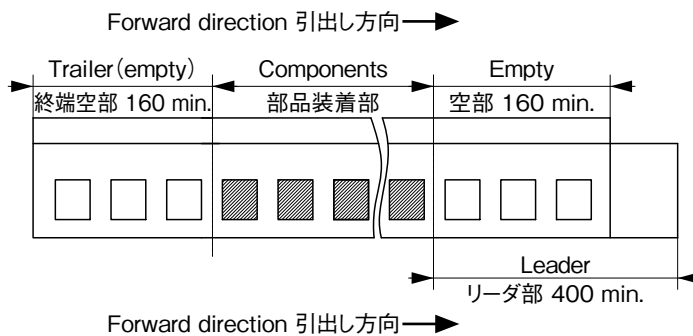 Forward direction 引出し方向
Trailer(empty) Components Empty
終端空部 160 min. 部品装着部 空部 160 min.
Leader
リーダ部 400 min.
Forward direction 引出し方向